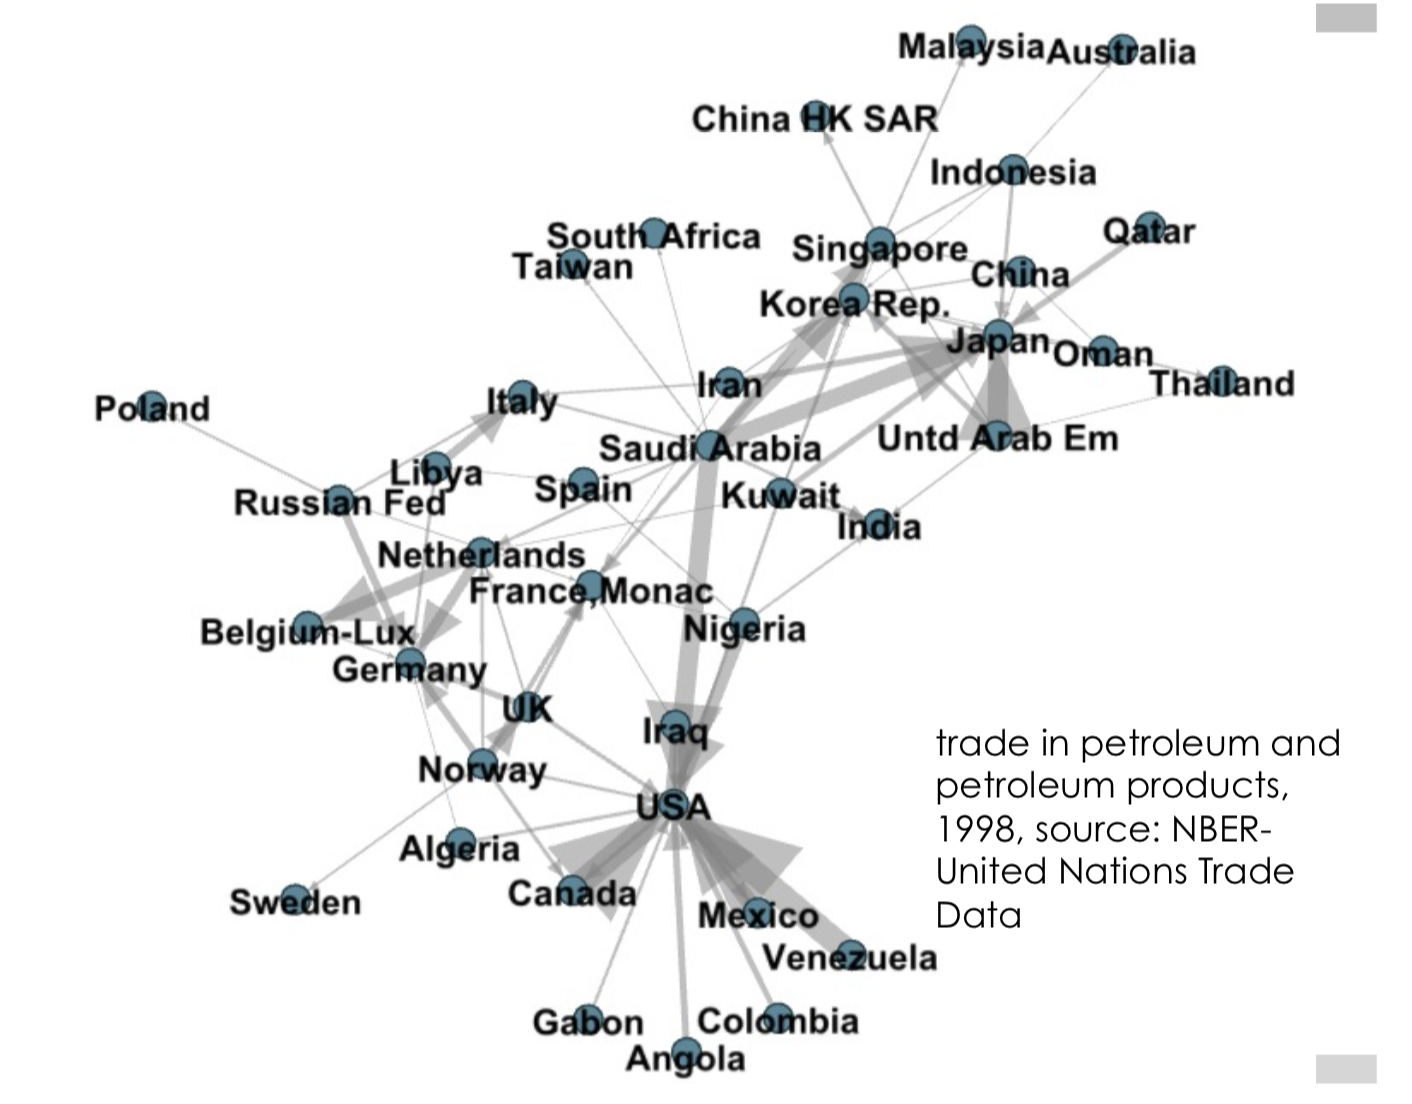 Malaysia Australia
China HK SAR
Indonesia
South Africa
Qatar
Singapore
Taiwan
China
Korea Rep.
Japan
Oman
Iran
Thailand
Italy
Poland
Saudi Arabia
Untd Arab Em
Libya
Spain
Kuwait
Russian Fed
India
Netherlands
France,Monac
Belgium-Lux
Nigeria
Germany
UK
Iraq
Norway
USA
Algeria
Canada
Sweden
Mexico
Venezuela
Gabon
Colombia
Angola
trade in petroleum and
petroleum products,
1998, source: NBER-
United Nations Trade
Data